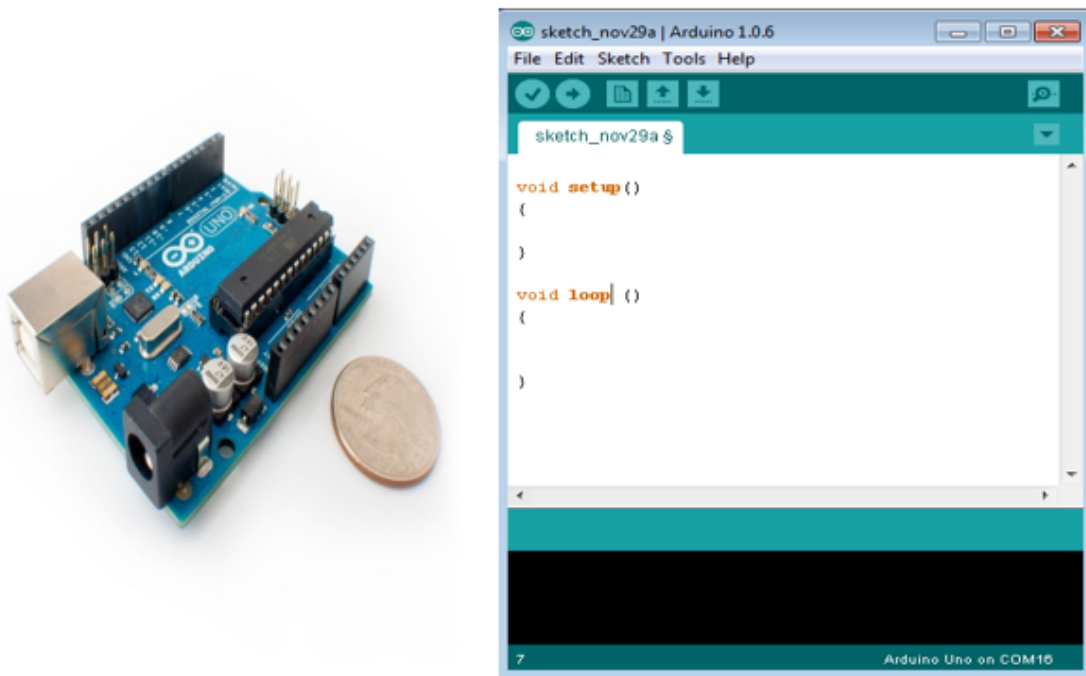 UNO
ARDUINO
sketch_nov29a | Arduino 1.0.6
File Edit Sketch Tools Help
sketch_nov29a §
void setup()
{
}
void loop ()
{
}
7
Arduino Uno on COM16